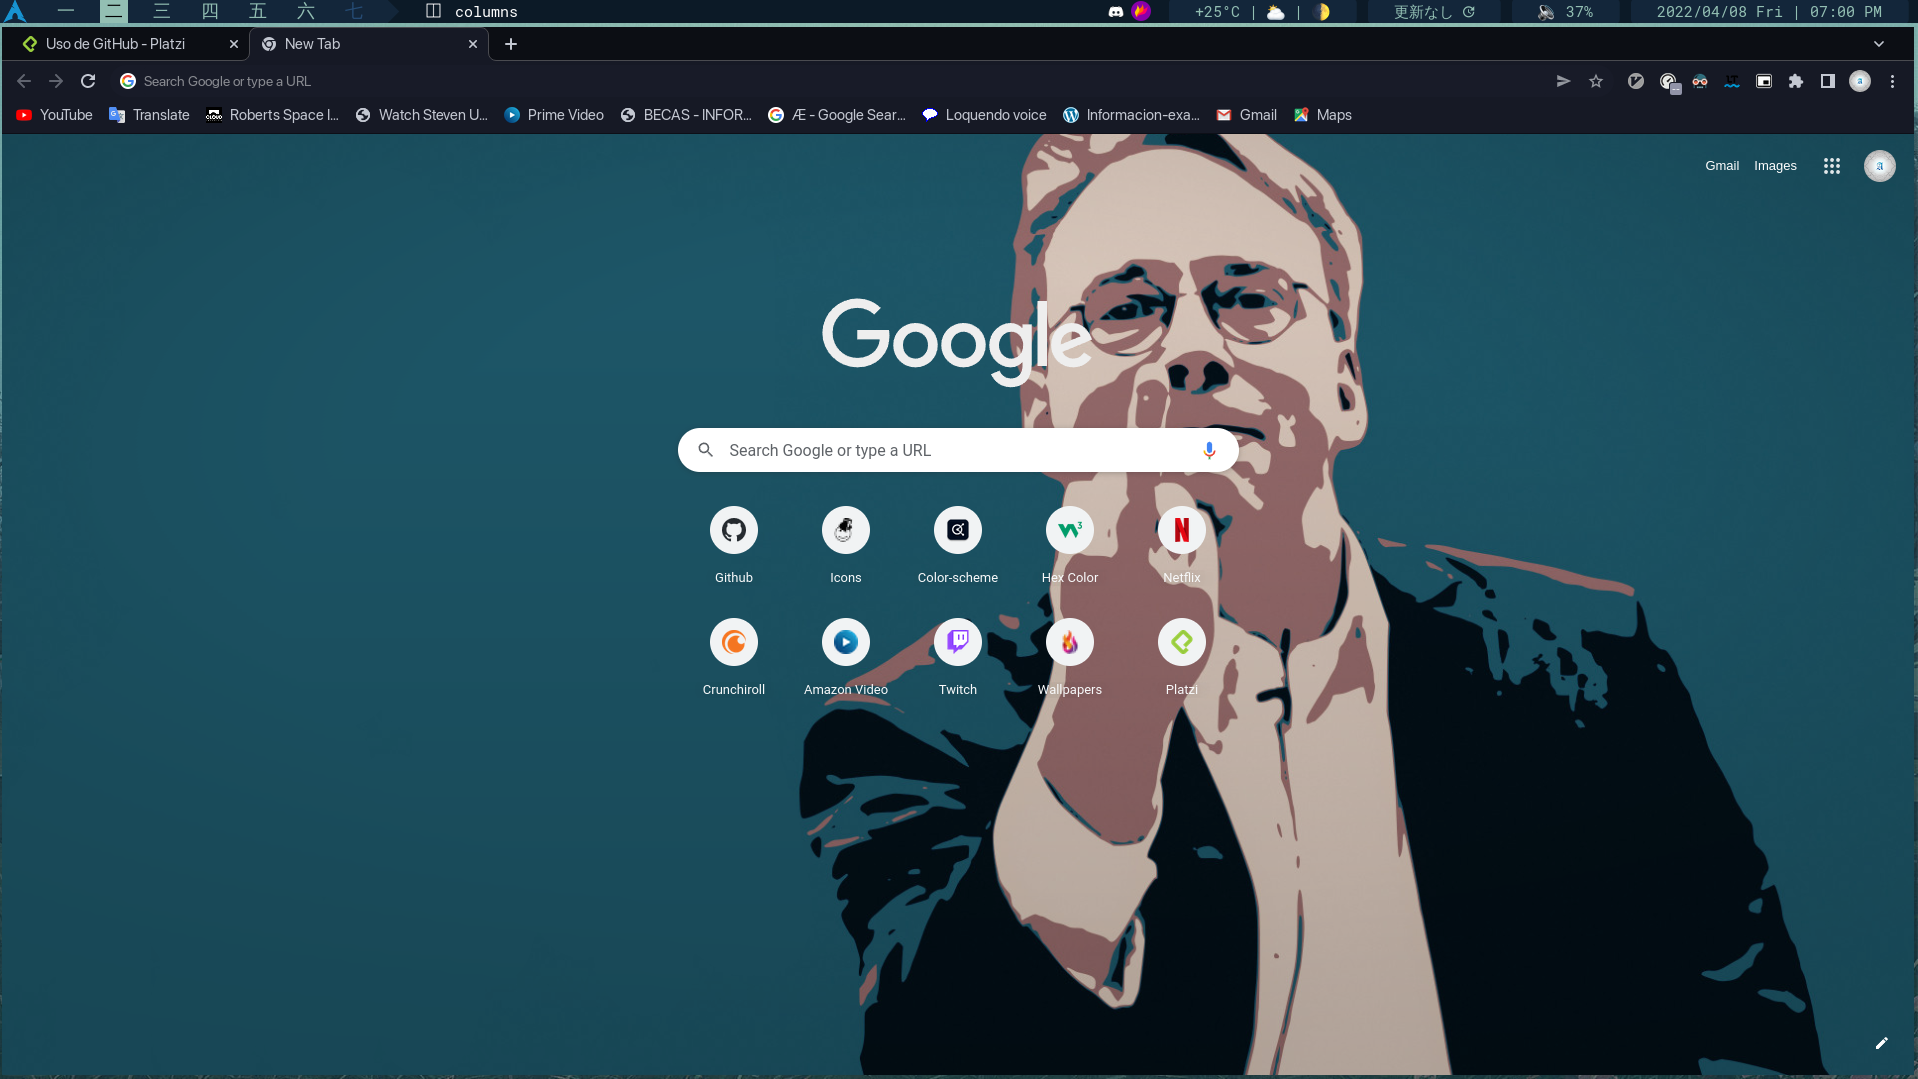 一 二 三 四 五 六 七 columns +25°C | | 更新なし 37% 2022/04/08 Fri | 07:00 PM
Uso de GitHub - Platzi New Tab
Search Google or type a URL
YouTube Translate Roberts Space I... Watch Steven U... Prime Video BECAS - INFOR... Æ - Google Sear... Loquendo voice Informacion-exa... Gmail Maps
Gmail Images
Google
Search Google or type a URL
Github Icons Color-scheme Hex Color Netflix
Crunchiroll Amazon Video Twitch Wallpapers Platzi